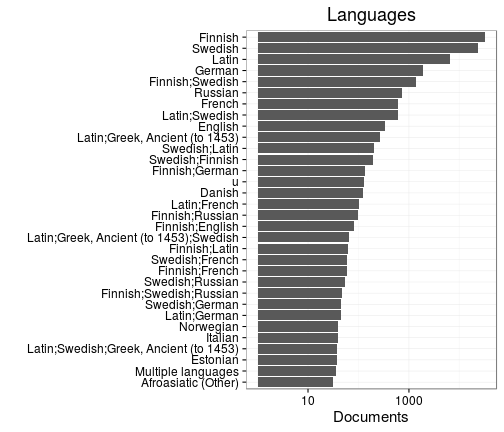 Languages
Finnish
Swedish
Latin
German
Finnish;Swedish
Russian
French
Latin;Swedish
English
Latin;Greek, Ancient (to 1453)
Swedish;Latin
Swedish;Finnish
Finnish;German
u
Danish
Latin;French
Finnish;Russian
Finnish;English
Latin;Greek, Ancient (to 1453);Swedish
Finnish;Latin
Swedish;French
Finnish;French
Swedish;Russian
Finnish;Swedish;Russian
Swedish;German
Latin;German
Norwegian
Italian
Latin;Swedish;Greek, Ancient (to 1453)
Estonian
Multiple languages
Afroasiatic (Other)
10 1000
Documents